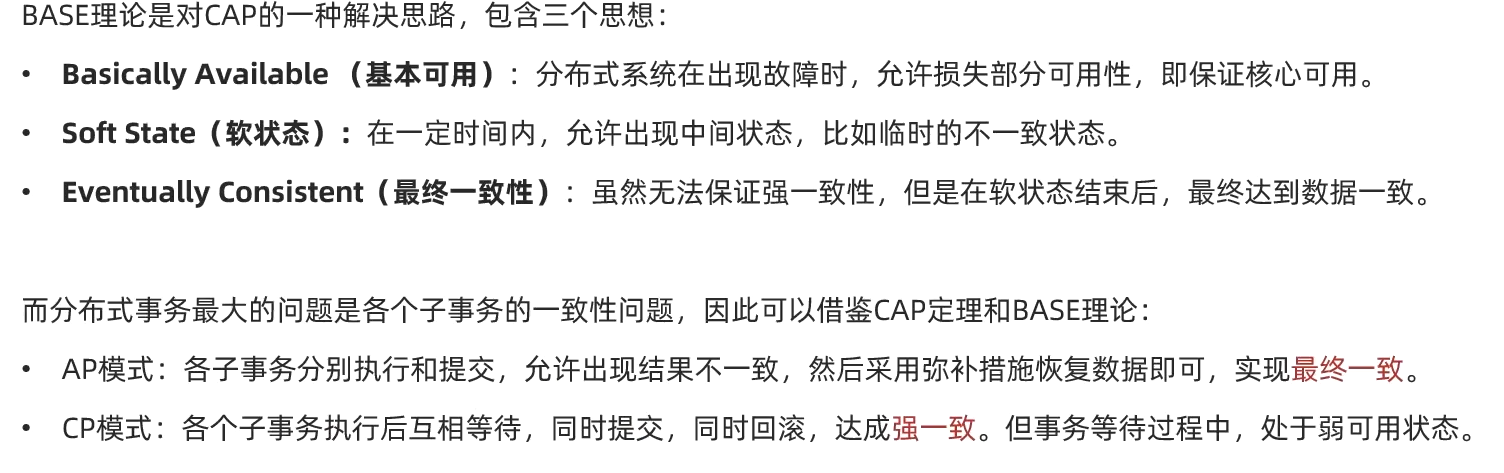 BASE理论是对CAP的一种解决思路，包含三个思想：
• Basically Available （基本可用）：分布式系统在出现故障时，允许损失部分可用性，即保证核心可用。
• Soft State（软状态）：在一定时间内，允许出现中间状态，比如临时的不一致状态。
• Eventually Consistent（最终一致性）：虽然无法保证强一致性，但是在软状态结束后，最终达到数据一致。
而分布式事务最大的问题是各个子事务的一致性问题，因此可以借鉴CAP定理和BASE理论：
• AP模式：各子事务分别执行和提交，允许出现结果不一致，然后采用弥补措施恢复数据即可，实现最终一致。
• CP模式：各个子事务执行后互相等待，同时提交，同时回滚，达成强一致。但事务等待过程中，处于弱可用状态。